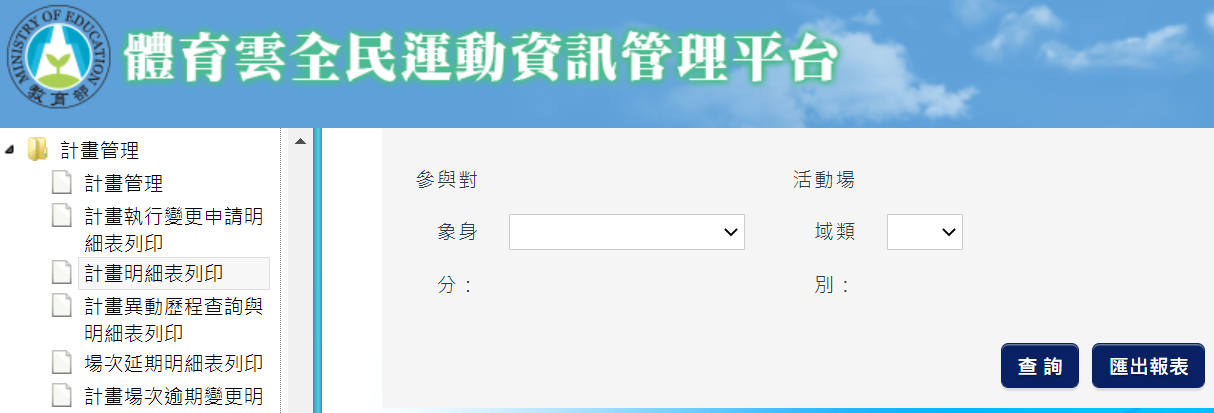 MINISTRY OF EDUCATION
教育部
體育雲全民運動資訊管理平台
計畫管理
計畫管理
計畫執行變更申請明
細表列印
計畫明細表列印
計畫異動歷程查詢與
明細表列印
場次延期明細表列印
計畫場次逾期變更明
參與對
象身
分：
活動場
域類
別：
查詢
匯出報表